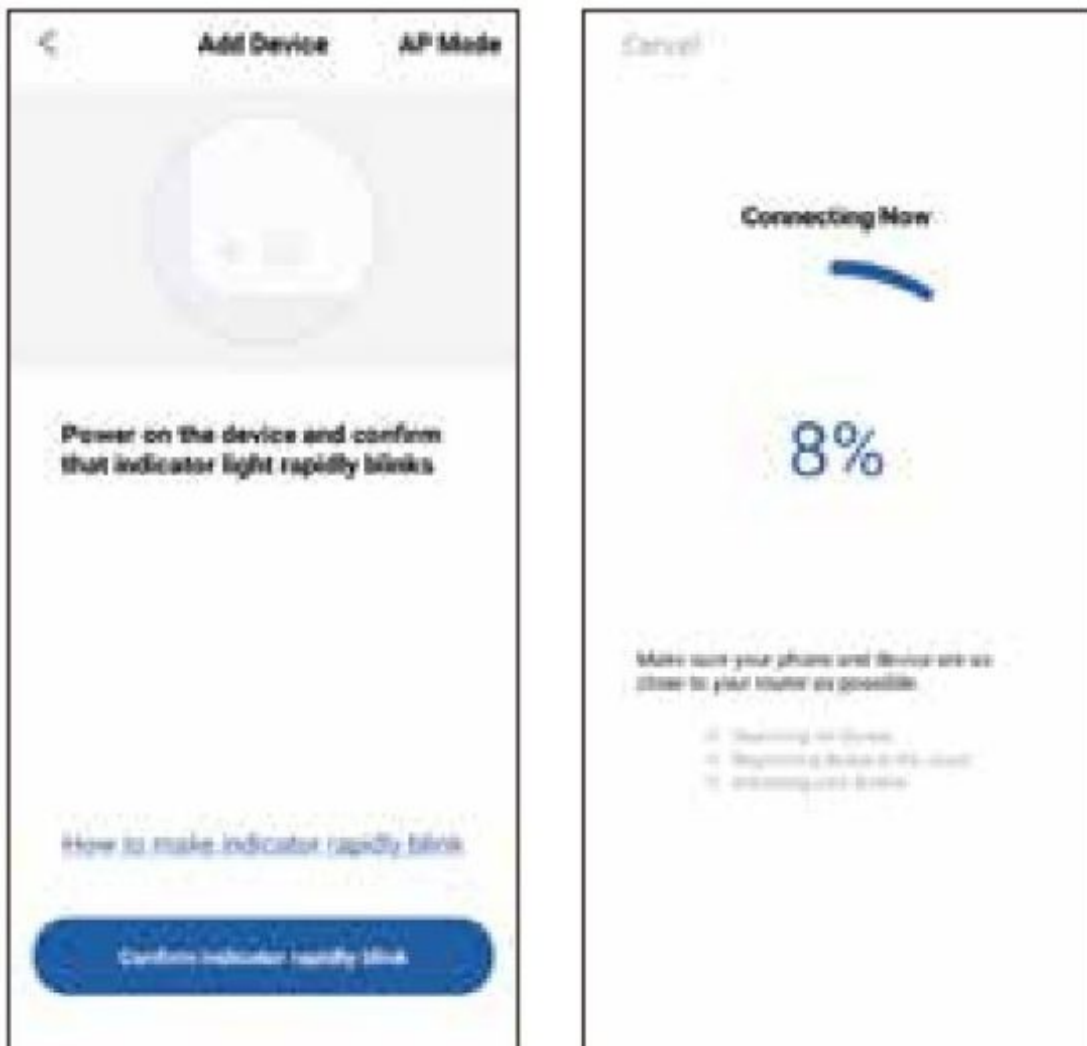 Add Device
AP Mode
Power on the device and confirm
that indicator light rapidly blinks
How to make indicator rapidly blink
Confirm indicator rapidly blink
Cancel
Connecting Now
8%
Make sure your phone and device are as
close to your router as possible